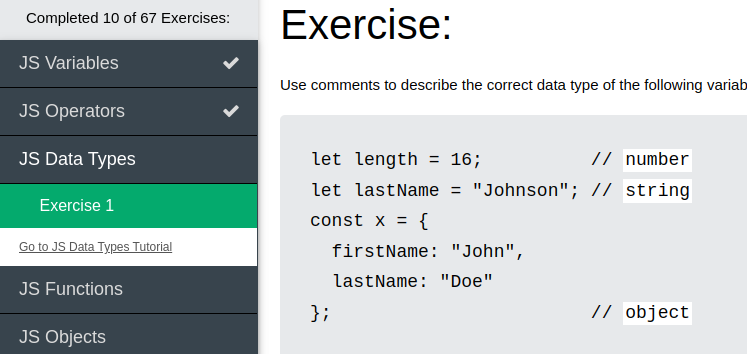 Completed 10 of 67 Exercises:
JS Variables
JS Operators
JS Data Types
Exercise 1
Go to JS Data Types Tutorial
JS Functions
JS Objects
Exercise:
Use comments to describe the correct data type of the following variab
let length = 16; // number
let lastName = "Johnson"; // string
const x = {
firstName: "John",
lastName: "Doe"
}; // object